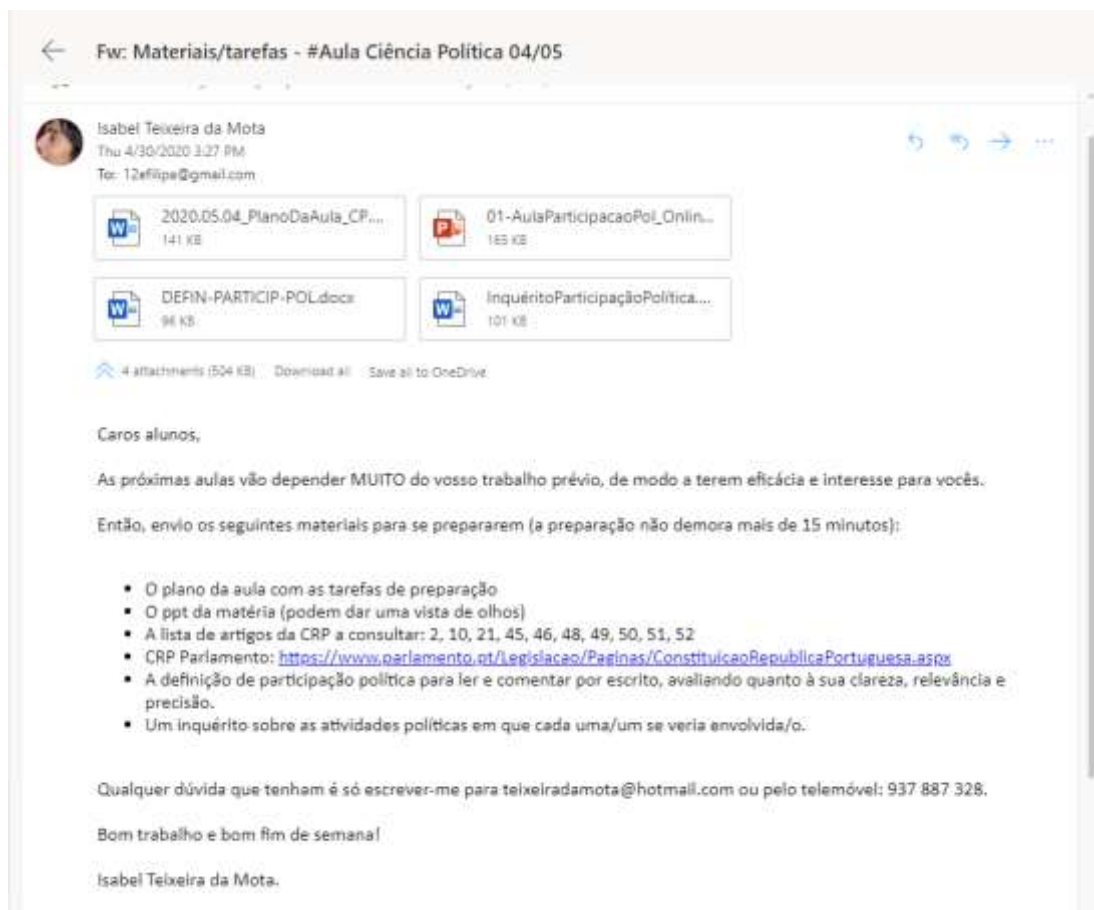 Fw: Materiais/tarefas - #Aula Ciência Política 04/05
Isabel Teixeira da Mota
Thu 4/30/2020 3:27 PM
To: 12efilipe@gmail.com
2020.05.04_PlanoDaAula_CP....
141 KB
01-AulaParticipacaoPol_Onlin...
165 KB
DEFIN-PARTICIP-POL.docx
96 KB
InquéritoParticipaçãoPolítica....
101 KB
4 attachments (504 KB) Download all Save all to OneDrive
Caros alunos,
As próximas aulas vão depender MUITO do vosso trabalho prévio, de modo a terem eficácia e interesse para vocês.
Então, envio os seguintes materiais para se prepararem (a preparação não demora mais de 15 minutos):
▪ O plano da aula com as tarefas de preparação
▪ O ppt da matéria (podem dar uma vista de olhos)
▪ A lista de artigos da CRP a consultar: 2, 10, 21, 45, 46, 48, 49, 50, 51, 52
▪ CRP Parlamento: https://www.parlamento.pt/Legislacao/Paginas/ConstituicaoRepublicaPortuguesa.aspx
▪ A definição de participação política para ler e comentar por escrito, avaliando quanto à sua clareza, relevância e
precisão.
▪ Um inquérito sobre as atividades políticas em que cada uma/um se veria envolvida/o.
Qualquer dúvida que tenham é só escrever-me para teixeiradamota@hotmail.com ou pelo telemóvel: 937 887 328.
Bom trabalho e bom fim de semana!
Isabel Teixeira da Mota.